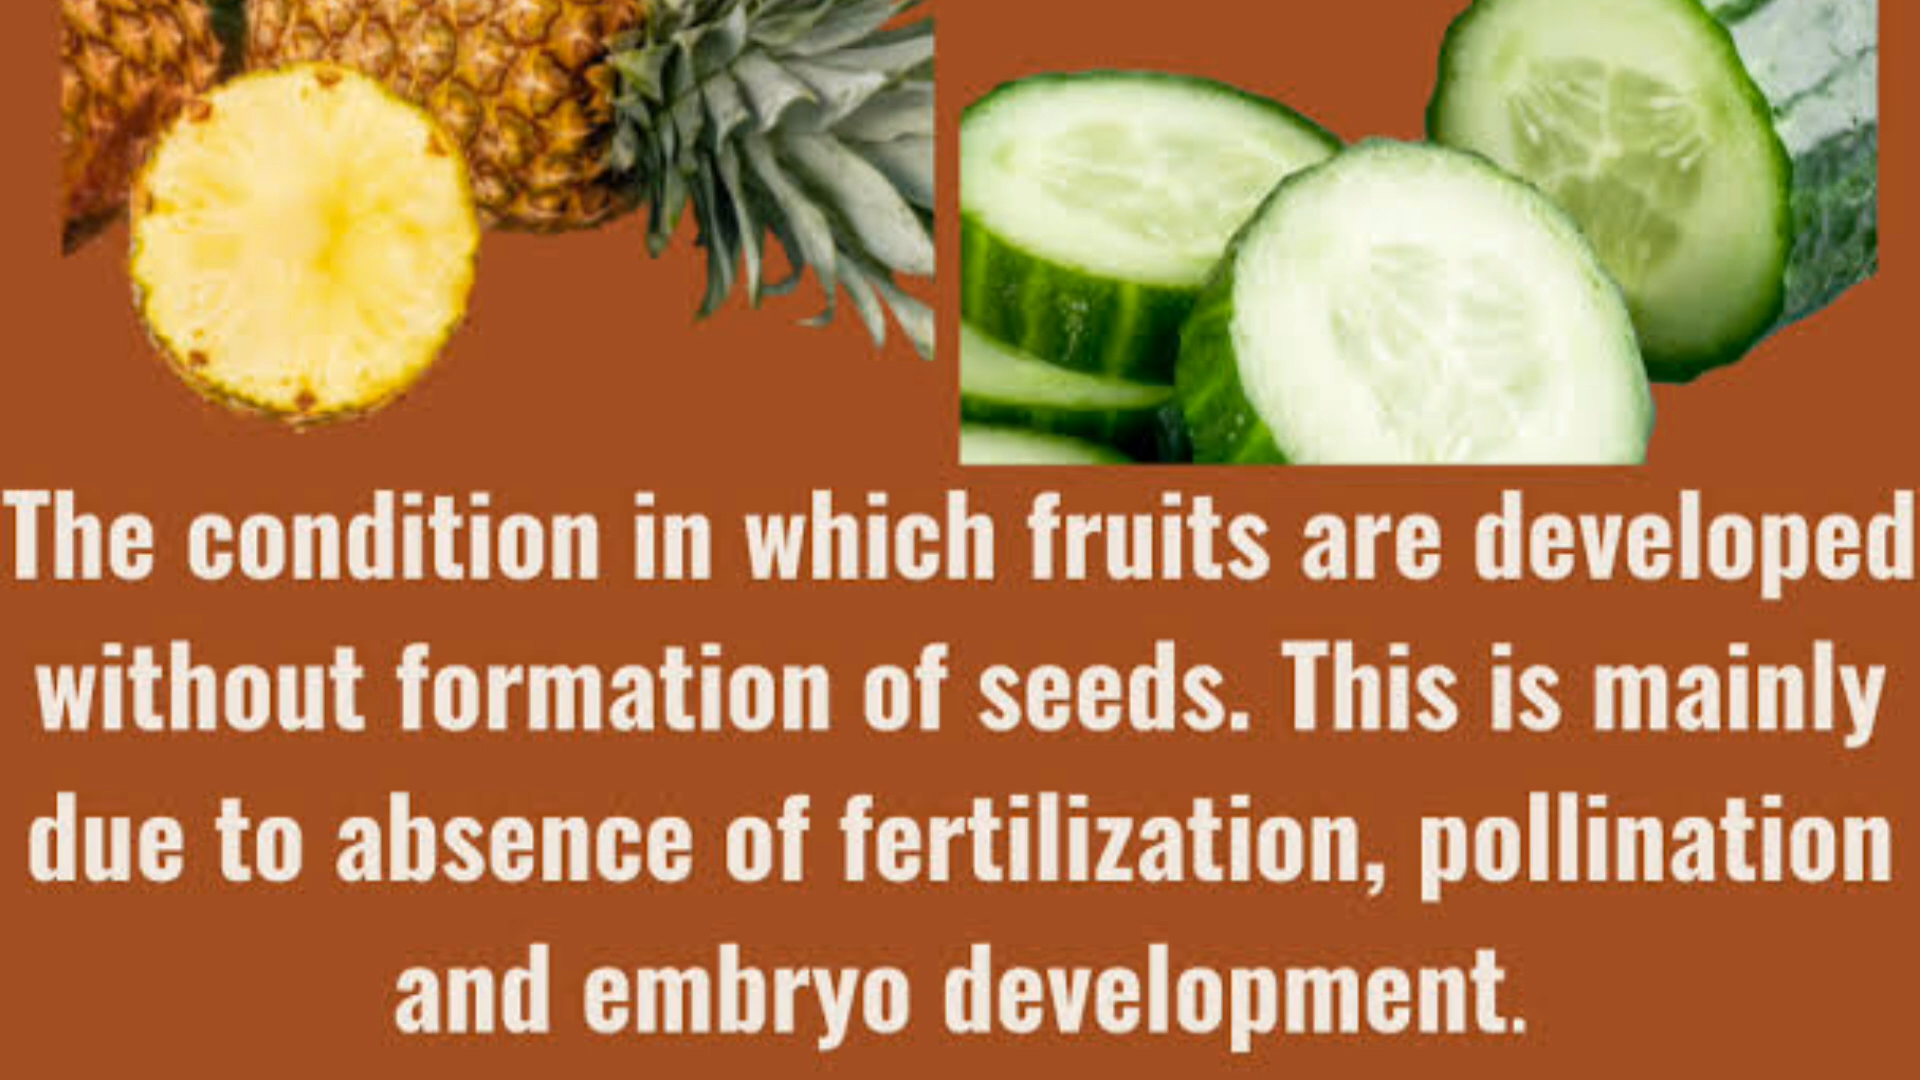 The condition in which fruits are developed
without formation of seeds. This is mainly
due to absence of fertilization, pollination
and embryo development.